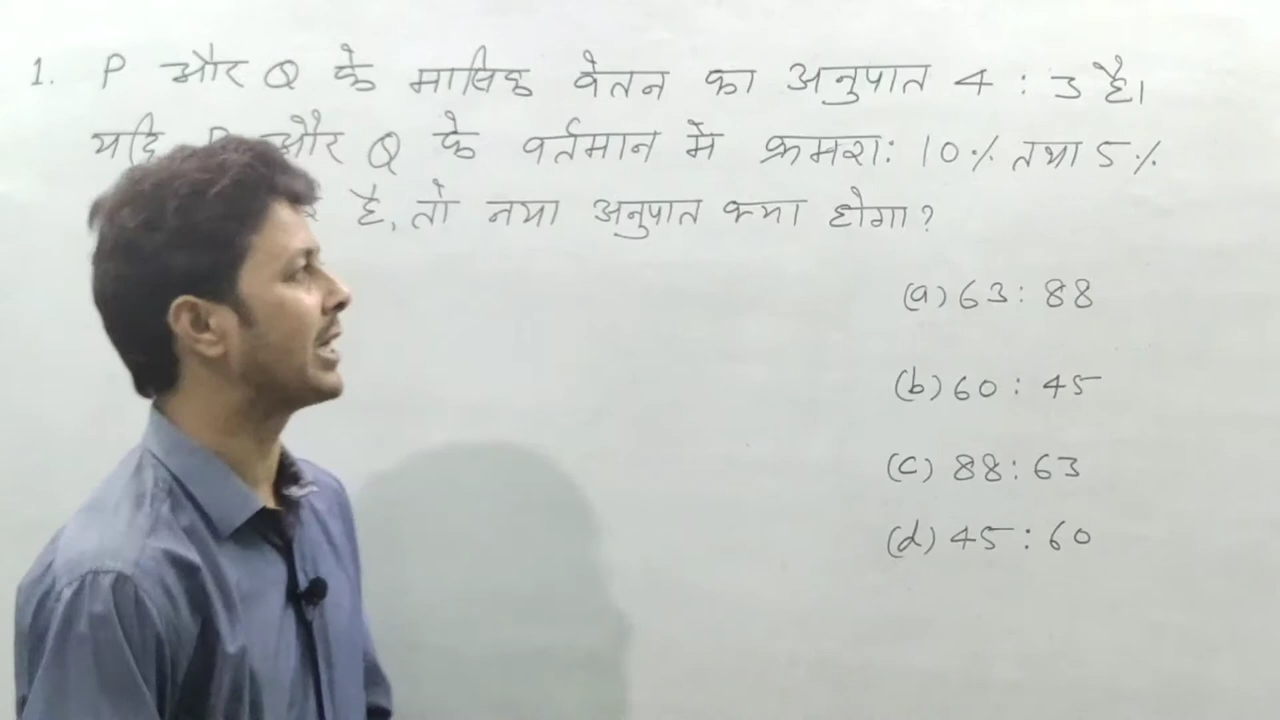 1. P और Q के मासिक वेतन का अनुपात 4 : 3 है।
यदि और Q के वर्तमान मे क्रमश: 10% तथा 5%
है, तो नया अनुपात क्या होगा?
(a) 63 : 88
(b) 60 : 45
(c) 88 : 63
(d) 45 : 60